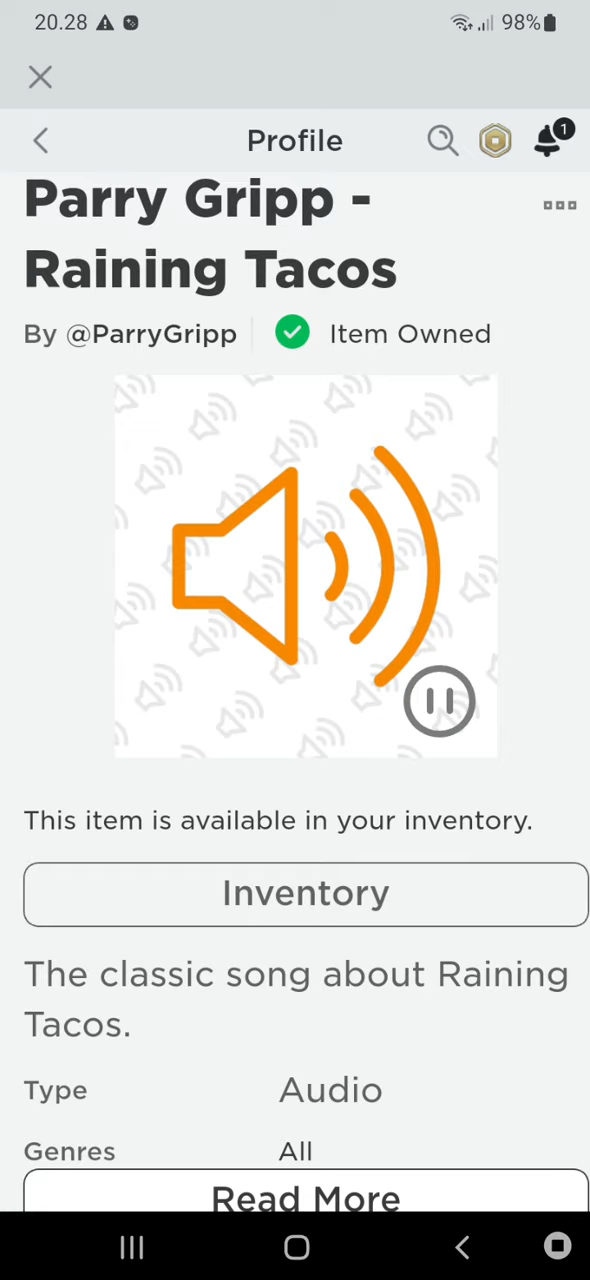 20.28 98%
Profile 1
Parry Gripp -
Raining Tacos
By @ParryGripp Item Owned
This item is available in your inventory.
Inventory
The classic song about Raining
Tacos.
Type Audio
Genres All
Read More